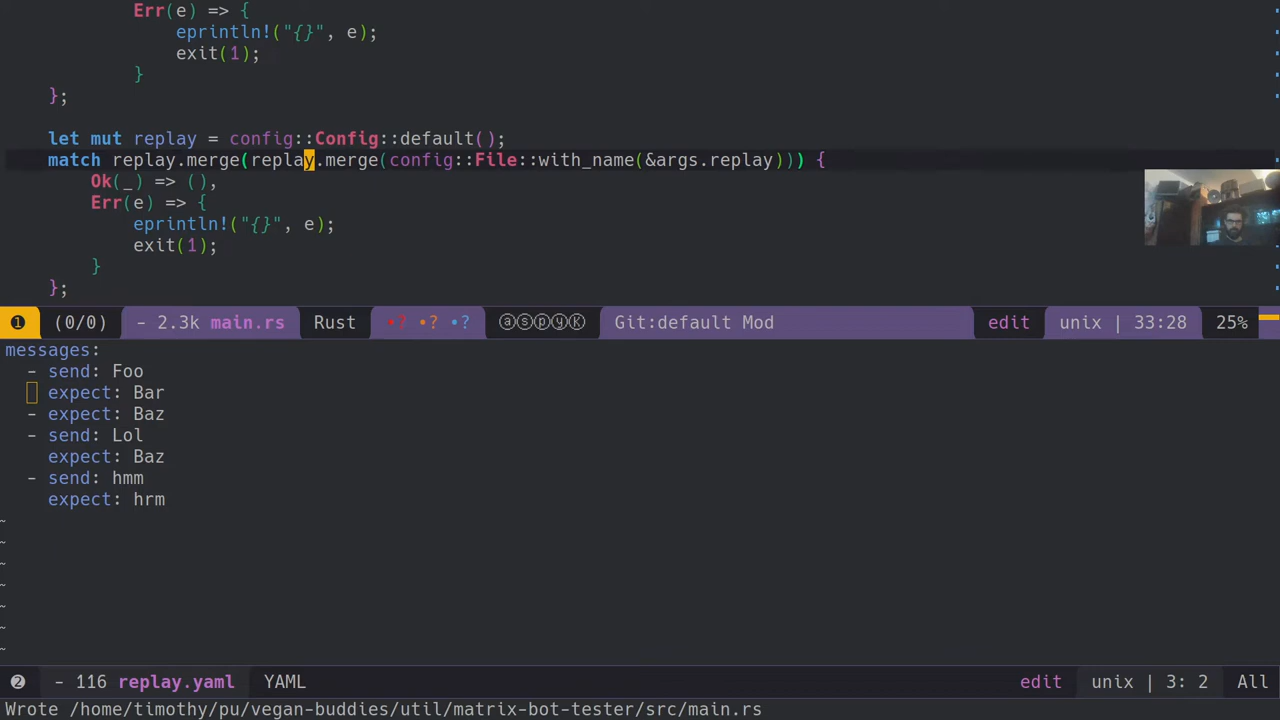 Err(e) => {
eprintln!("{}", e);
exit(1);
}
};
let mut replay = config::Config::default();
match replay.merge(replay.merge(config::File::with_name(&args.replay))) {
Ok(_) => (),
Err(e) => {
eprintln!("{}", e);
exit(1);
}
};
❶ (0/0) - 2.3k main.rs Rust •? •? •? ⓐⓢⓟⓨⓀ Git:default Mod edit unix | 33:28 25%
messages:
- send: Foo
expect: Bar
- expect: Baz
- send: Lol
expect: Baz
- send: hmm
expect: hrm
~
~
~
~
~
~
~
❷ - 116 replay.yaml YAML edit unix | 3: 2 All
Wrote /home/timothy/pu/vegan-buddies/util/matrix-bot-tester/src/main.rs